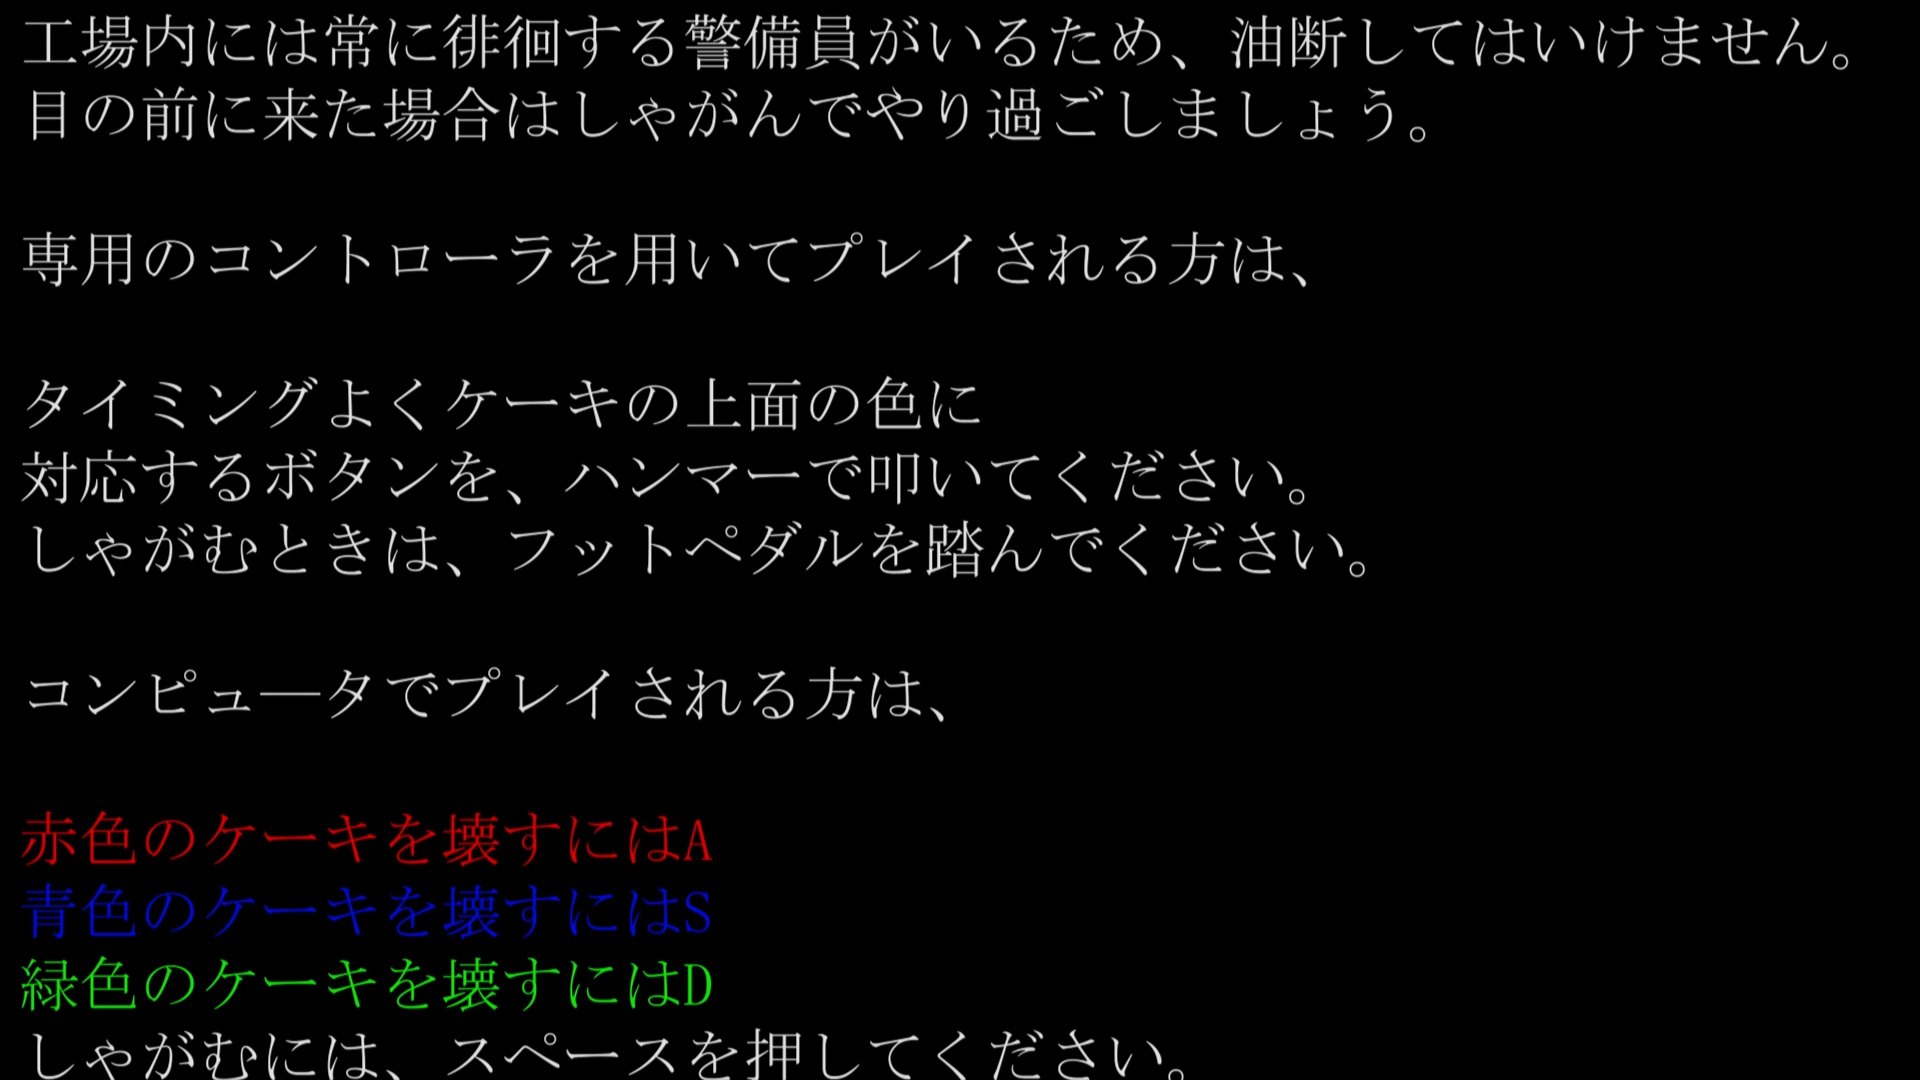 工場内には常に徘徊する警備員がいるため、油断してはいけません。
目の前に来た場合はしゃがんでやり過ごしましょう。
専用のコントローラを用いてプレイされる方は、
タイミングよくケーキの上面の色に
対応するボタンを、ハンマーで叩いてください。
しゃがむときは、フットペダルを踏んでください。
コンピュ―タでプレイされる方は、
赤色のケーキを壊すにはA
青色のケーキを壊すにはS
緑色のケーキを壊すにはD
しゃがむには、スペースを押してください。